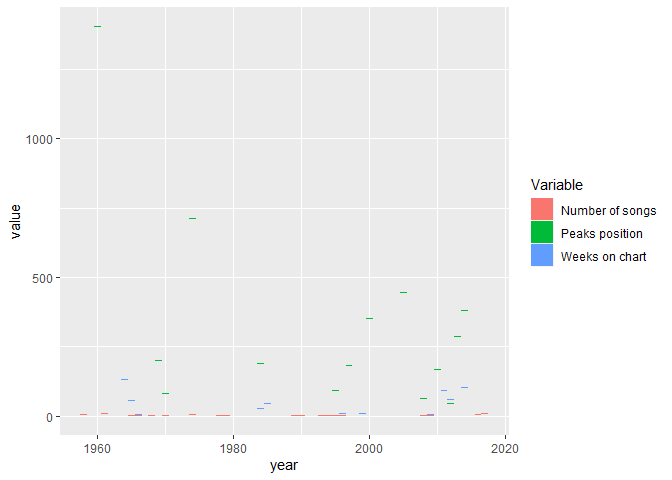 1000
500
0
value
1960
1980
2000
2020
year
Variable
Number of songs
Peaks position
Weeks on chart